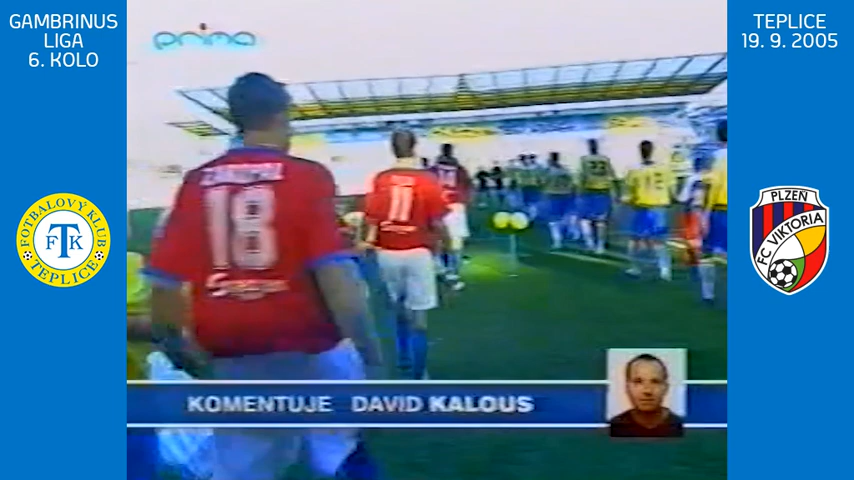 GAMBRINUS
LIGA
6. KOLO
TEPLICE
19. 9. 2005
prima
18
11
FOTBALOVÝ KLUB
FTK
TEPLICE
PLZEŇ
FC VIKTORIA
KOMENTUJE DAVID KALOUS